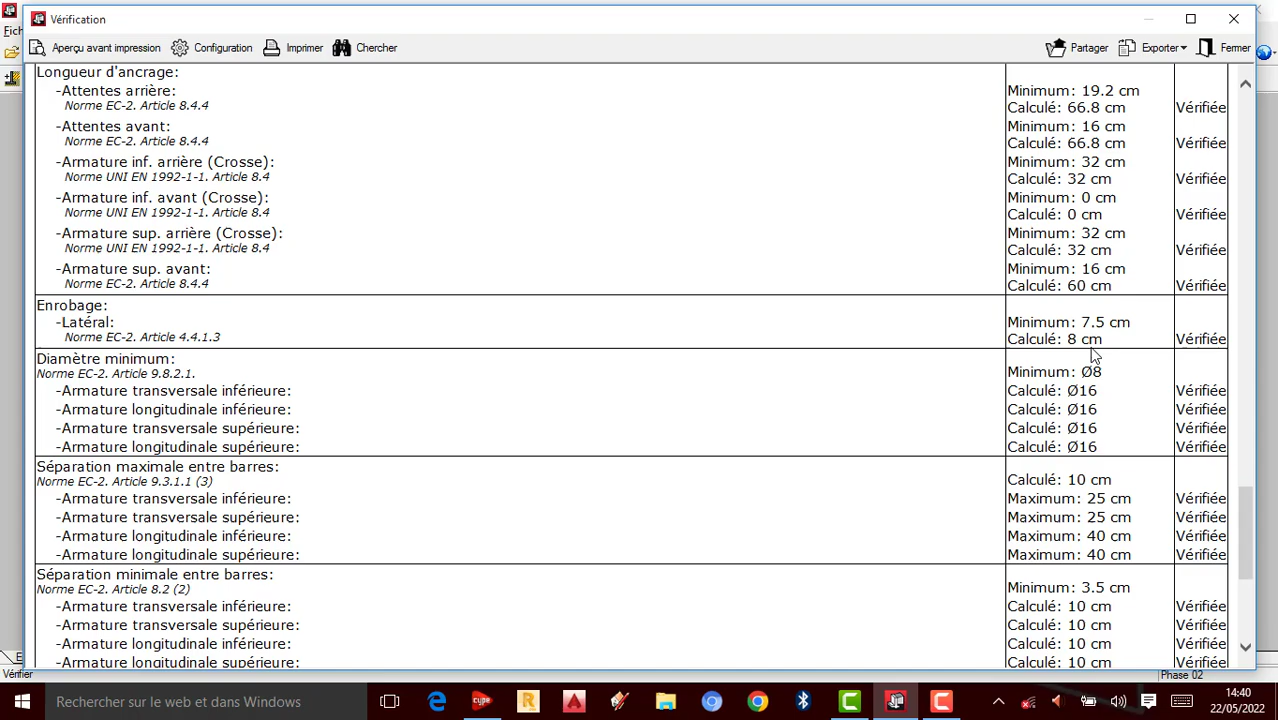 Vérification
Fich
Aperçu avant impression Configuration Imprimer Chercher Partager Exporter Fermer
Longueur d'ancrage:
-Attentes arrière: Minimum: 19.2 cm
Norme EC-2. Article 8.4.4 Calculé: 66.8 cm Vérifiée
-Attentes avant: Minimum: 16 cm
Norme EC-2. Article 8.4.4 Calculé: 66.8 cm Vérifiée
-Armature inf. arrière (Crosse): Minimum: 32 cm
Norme UNI EN 1992-1-1. Article 8.4 Calculé: 32 cm Vérifiée
-Armature inf. avant (Crosse): Minimum: 0 cm
Norme UNI EN 1992-1-1. Article 8.4 Calculé: 0 cm Vérifiée
-Armature sup. arrière (Crosse): Minimum: 32 cm
Norme UNI EN 1992-1-1. Article 8.4 Calculé: 32 cm Vérifiée
-Armature sup. avant: Minimum: 16 cm
Norme EC-2. Article 8.4.4 Calculé: 60 cm Vérifiée
Enrobage:
-Latéral: Minimum: 7.5 cm
Norme EC-2. Article 4.4.1.3 Calculé: 8 cm Vérifiée
Diamètre minimum:
Norme EC-2. Article 9.8.2.1. Minimum: Ø8
-Armature transversale inférieure: Calculé: Ø16 Vérifiée
-Armature longitudinale inférieure: Calculé: Ø16 Vérifiée
-Armature transversale supérieure: Calculé: Ø16 Vérifiée
-Armature longitudinale supérieure: Calculé: Ø16 Vérifiée
Séparation maximale entre barres:
Norme EC-2. Article 9.3.1.1 (3) Calculé: 10 cm
-Armature transversale inférieure: Maximum: 25 cm Vérifiée
-Armature transversale supérieure: Maximum: 25 cm Vérifiée
-Armature longitudinale inférieure: Maximum: 40 cm Vérifiée
-Armature longitudinale supérieure: Maximum: 40 cm Vérifiée
Séparation minimale entre barres:
Norme EC-2. Article 8.2 (2) Minimum: 3.5 cm
-Armature transversale inférieure: Calculé: 10 cm Vérifiée
-Armature transversale supérieure: Calculé: 10 cm Vérifiée
-Armature longitudinale inférieure: Calculé: 10 cm Vérifiée
-Armature longitudinale supérieure: Calculé: 10 cm Vérifiée
Vérifier Phase 02
Rechercher sur le web et dans Windows cype 14:40
22/05/2022